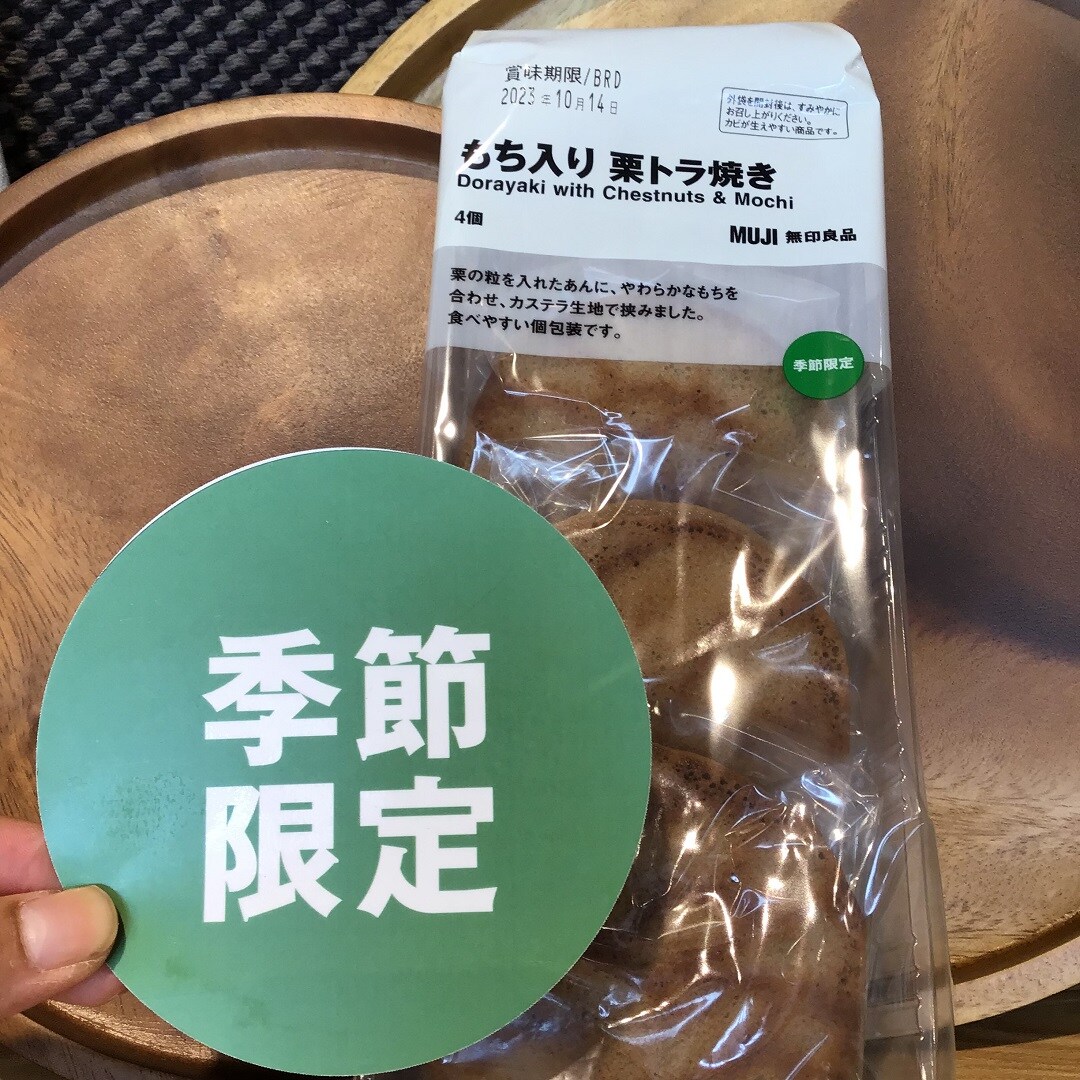 賞味期限/BRD
2023年10月14日
外袋を開封後は、すみやかに
お召し上がりください。
カビが生えやすい商品です。
もち入り 栗トラ焼き
Dorayaki with Chestnuts & Mochi
4個
MUJI 無印良品
栗の粒を入れたあんに、やわらかなもちを
合わせ、カステラ生地で挟みました。
食べやすい個包装です。
季節限定
季節
限定